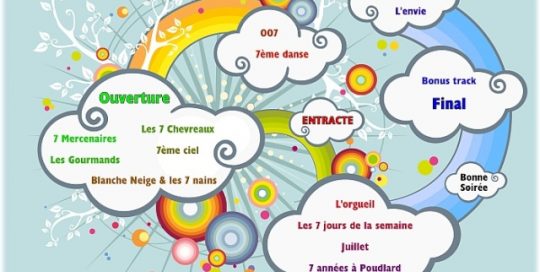 L'envie
007
7ème danse
Bonus track
Final
Ouverture
7 Mercenaires
Les 7 Chevreaux
Les Gourmands
7ème ciel
Blanche Neige & les 7 nains
ENTRACTE
Bonne
Soirée
L'orgueil
Les 7 jours de la semaine
Juillet
7 années à Poudlard